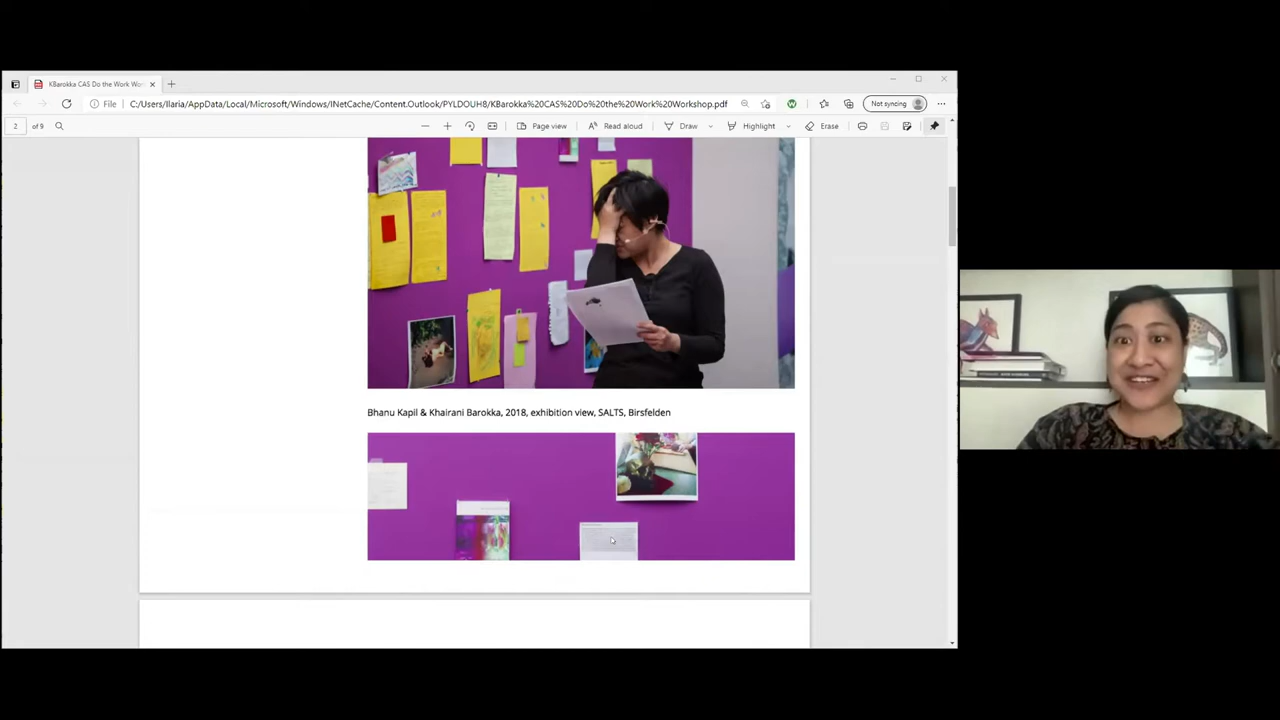 KBarokka CAS Do the Work Wor
File
C:/Users/Ilaria/AppData/Local/Microsoft/Windows/INetCache/Content.Outlook/PYLDOUH8/KBarokka%20CAS%20Do%20the%20Work%20Workshop.pdf
Not syncing
2 of 9
Page view
Read aloud
Draw
Highlight
Erase
Bhanu Kapil & Khairani Barokka, 2018, exhibition view, SALTS, Birsfelden